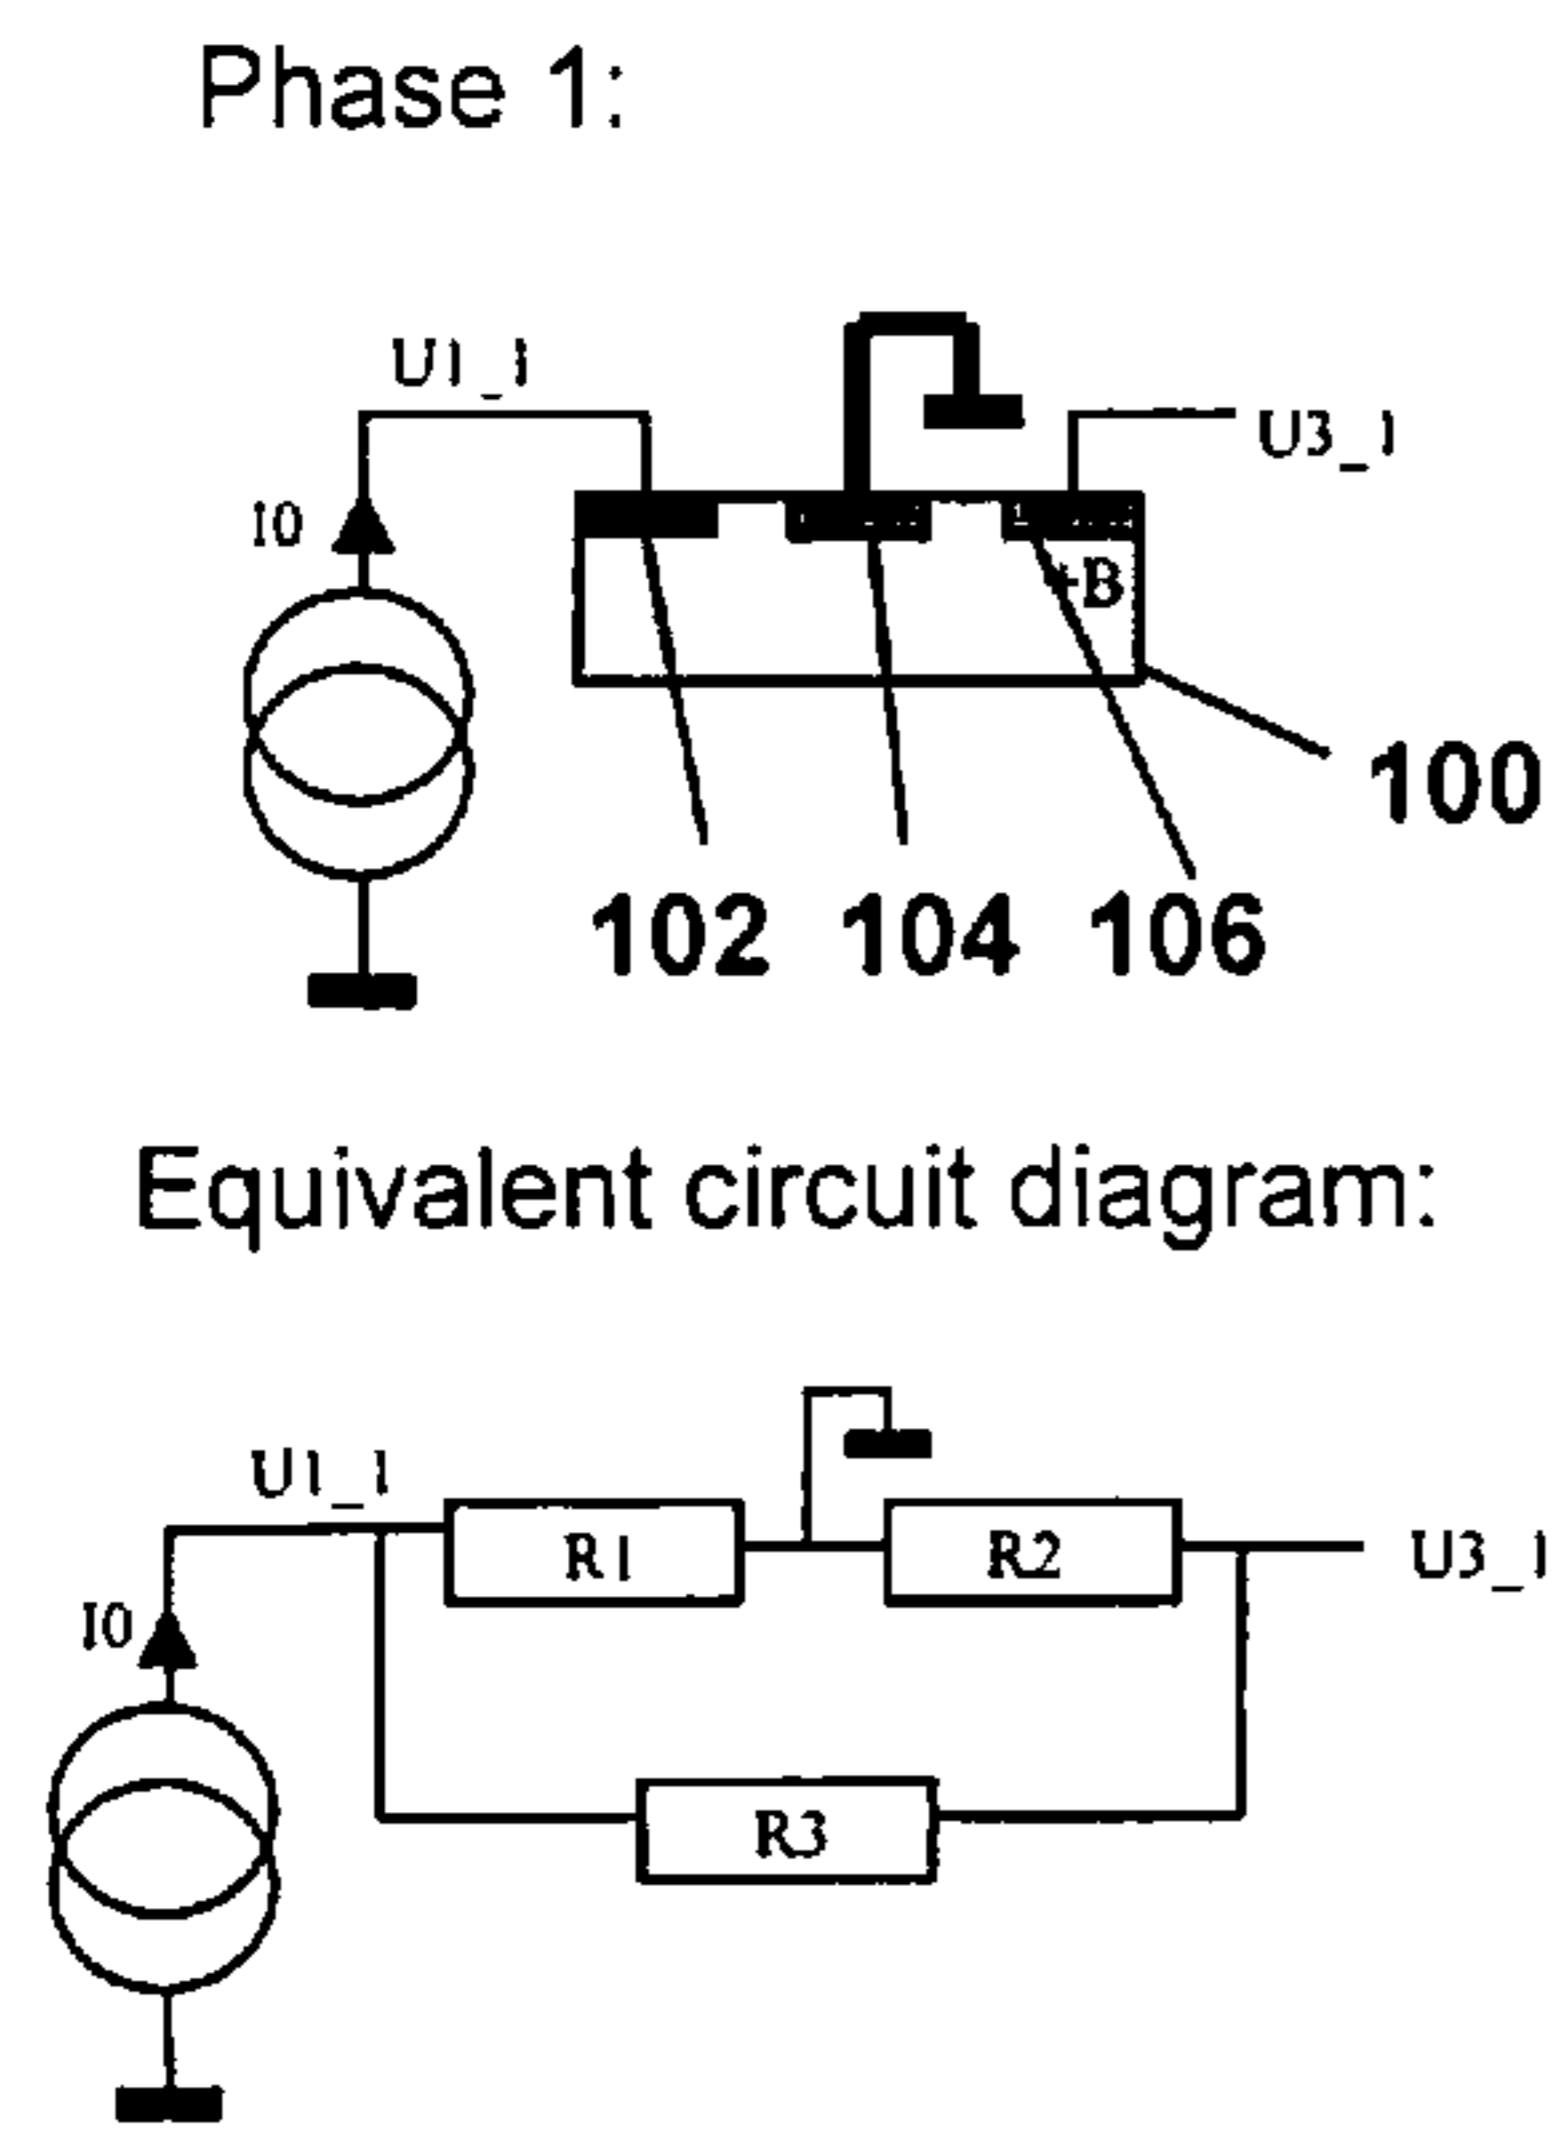 Phase 1:
U1_1
U3_1
I0
+B
100
102 104 106
Equivalent circuit diagram:
U1_1
R1 R2 U3_1
I0
R3